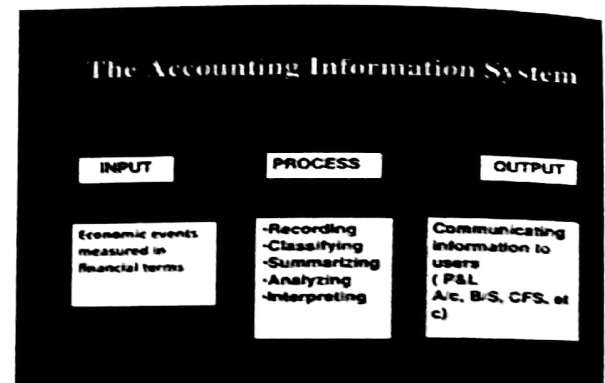 The Accounting Information System
INPUT
PROCESS
OUTPUT
Economic events
measured in
financial terms
-Recording
-Classifying
-Summarizing
-Analyzing
-Interpreting
Communicating
information to
users
( P&L
A/c, B/S, CFS, et
c)